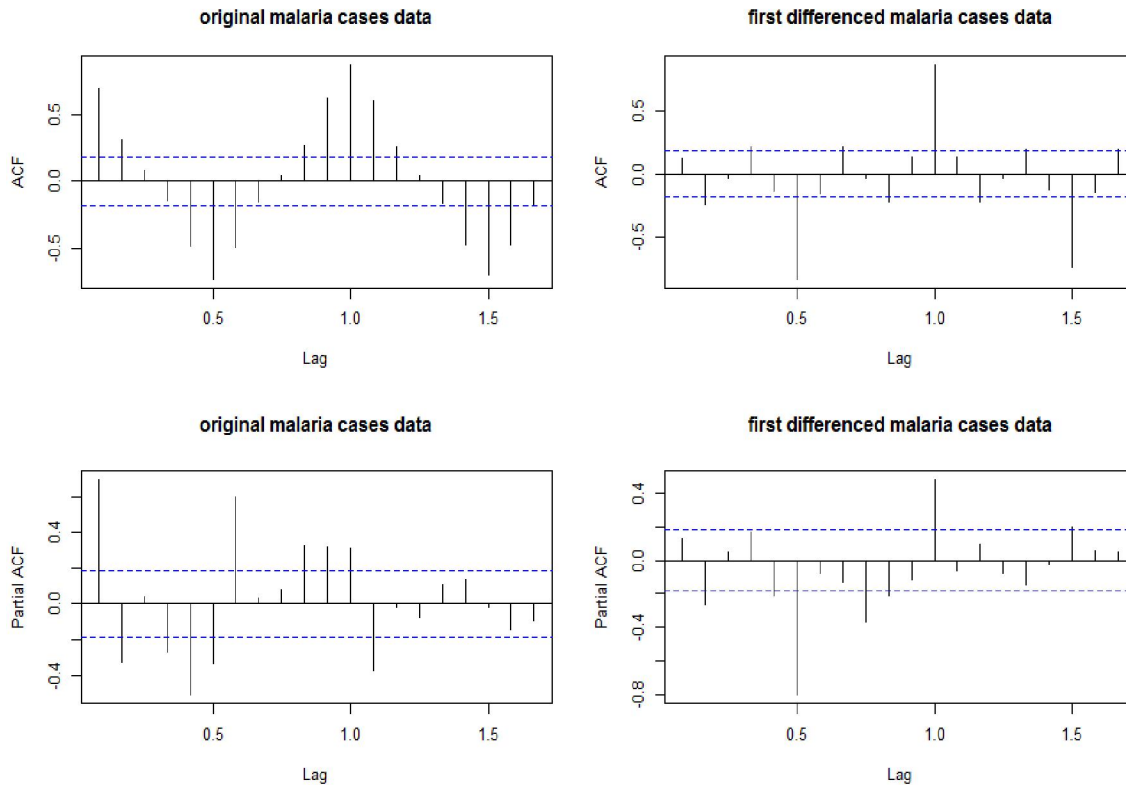 original malaria cases data
ACF
0.5
0.0
-0.5
0.5 1.0 1.5
Lag
first differenced malaria cases data
ACF
0.5
0.0
-0.5
0.5 1.0 1.5
Lag
original malaria cases data
Partial ACF
0.4
0.0
-0.4
0.5 1.0 1.5
Lag
first differenced malaria cases data
Partial ACF
0.4
0.0
-0.4
-0.8
0.5 1.0 1.5
Lag